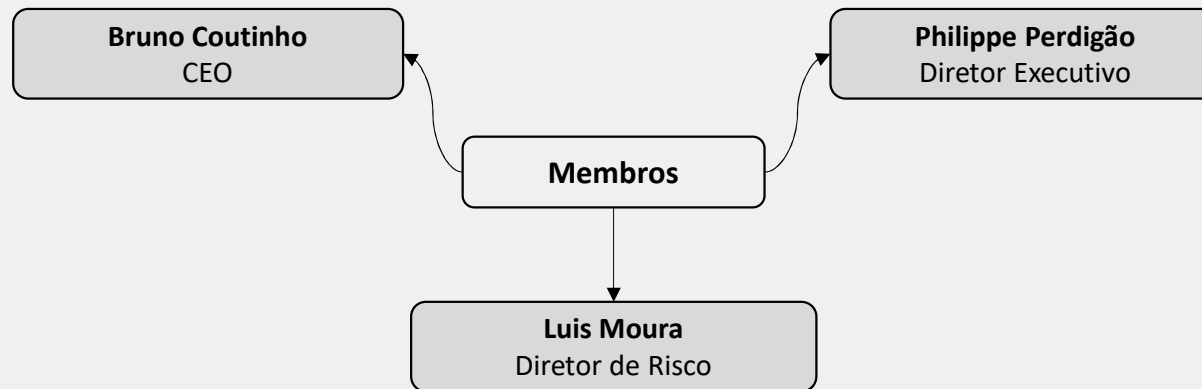 Bruno Coutinho
CEO
Philippe Perdigão
Diretor Executivo
Membros
Luis Moura
Diretor de Risco